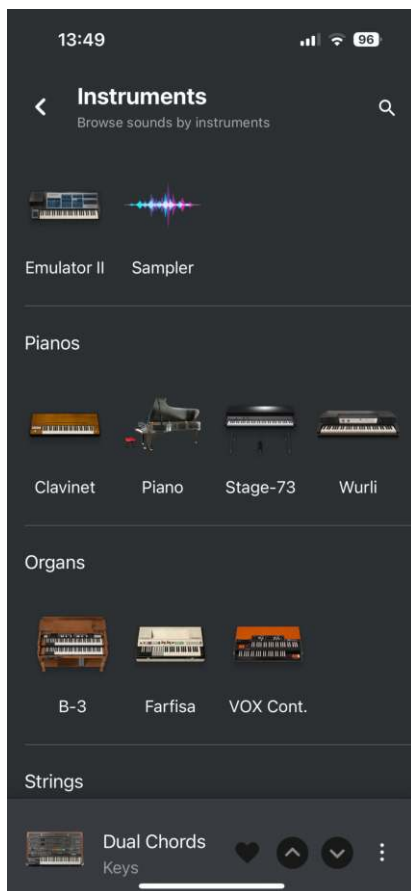 13:49
96
Instruments
Browse sounds by instruments
Emulator II Sampler
Pianos
Clavinet Piano Stage-73 Wurli
Organs
B-3 Farfisa VOX Cont.
Strings
Dual Chords
Keys